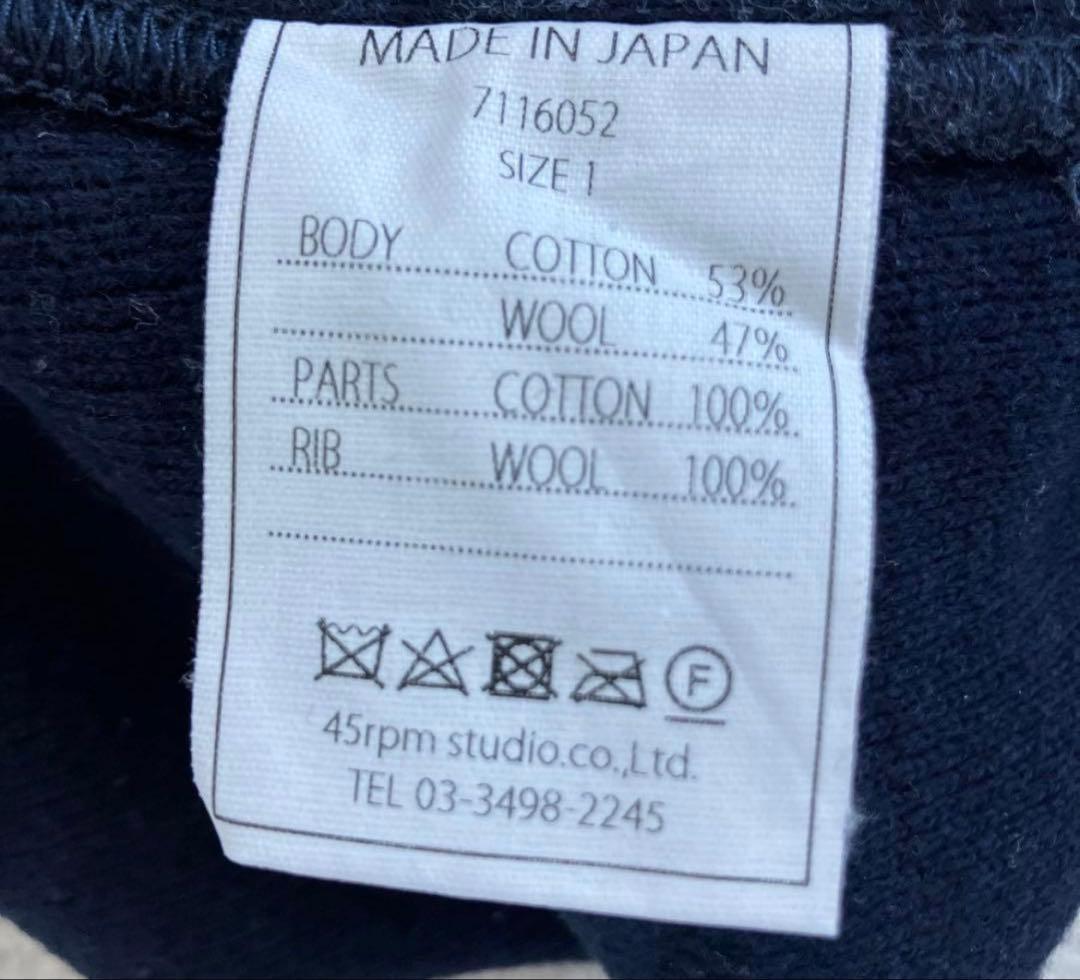 MADE IN JAPAN
7116052
SIZE 1
BODY COTTON 53%
WOOL 47%
PARTS COTTON 100%
RIB WOOL 100%
F
45rpm studio.co.,Ltd.
TEL 03-3498-2245